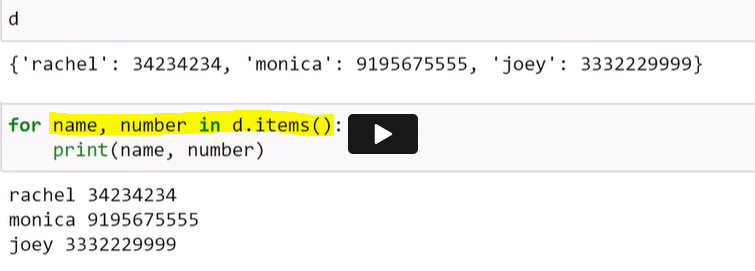 d
{'rachel': 34234234, 'monica': 9195675555, 'joey': 3332229999}
for name, number in d.items():
    print(name, number)
rachel 34234234
monica 9195675555
joey 3332229999